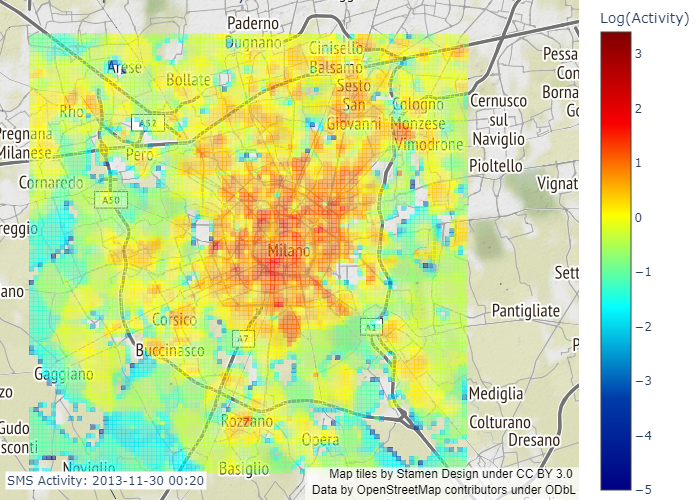 Log(Activity)
3
2
1
0
−1
−2
−3
−4
−5
Paderno
Dugnano
Cinisello
Balsamo
Arese
Bollate
Sesto
San
Giovanni
Pessa
Con
Borna
Go
Rho
A52
Cologno
Monzese
Vimodrone
Cernusco
sul
Naviglio
Pregnana
Milanese
Pero
Pioltello
Cornaredo
Vignat
A50
reggio
Milano
Sett
ano
Corsico
A7
A1
Pantigliate
Buccinasco
P
Gaggiano
zo
Mediglia
Gudo
sconti
Rozzano
Colturano
Dresano
Opera
Noviglio
Basiglio
SMS Activity: 2013-11-30 00:20
Map tiles by Stamen Design under CC BY 3.0
Data by OpenStreetMap contributors under ODbL